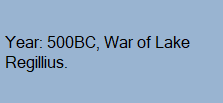 Year: 500BC, War of Lake
Regillius.